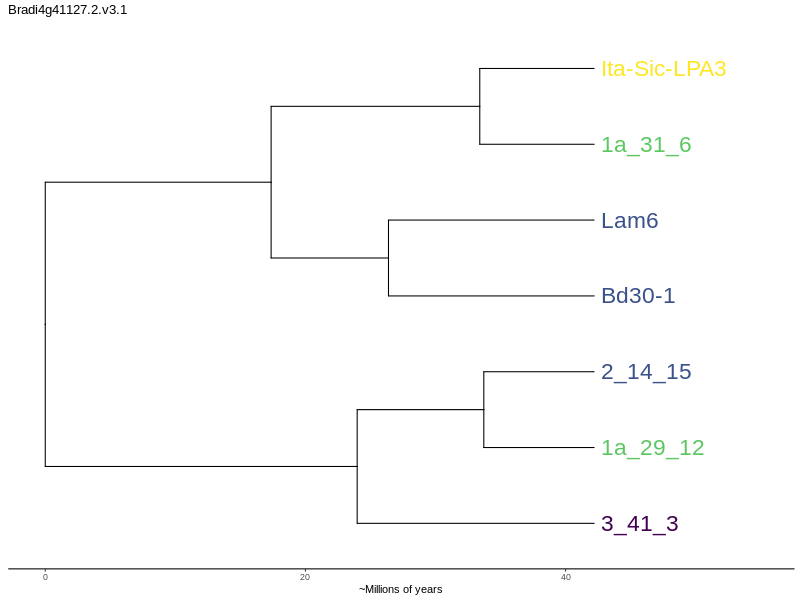 Bradi4g41127.2.v3.1
Ita-Sic-LPA3
1a_31_6
Lam6
Bd30-1
2_14_15
1a_29_12
3_41_3
0 20 40
~Millions of years